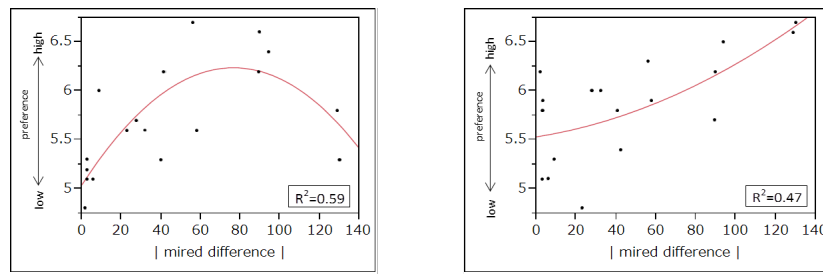 high
preference
low
6.5
6
5.5
5
R²=0.59
0 20 40 60 80 100 120 140
| mired difference |
high
preference
low
6.5
6
5.5
5
R²=0.47
0 20 40 60 80 100 120 140
| mired difference |